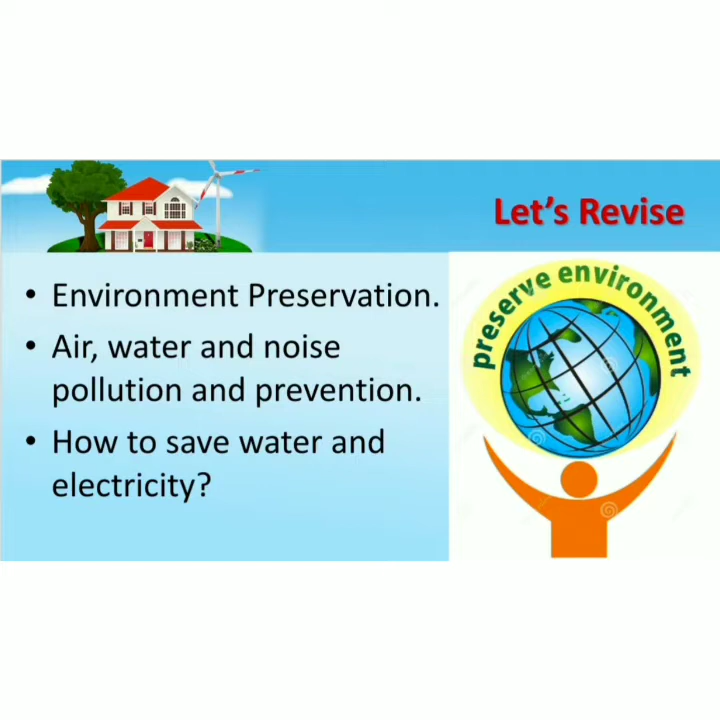 Let's Revise
• Environment Preservation.
• Air, water and noise
pollution and prevention.
• How to save water and
electricity?
preserve environment